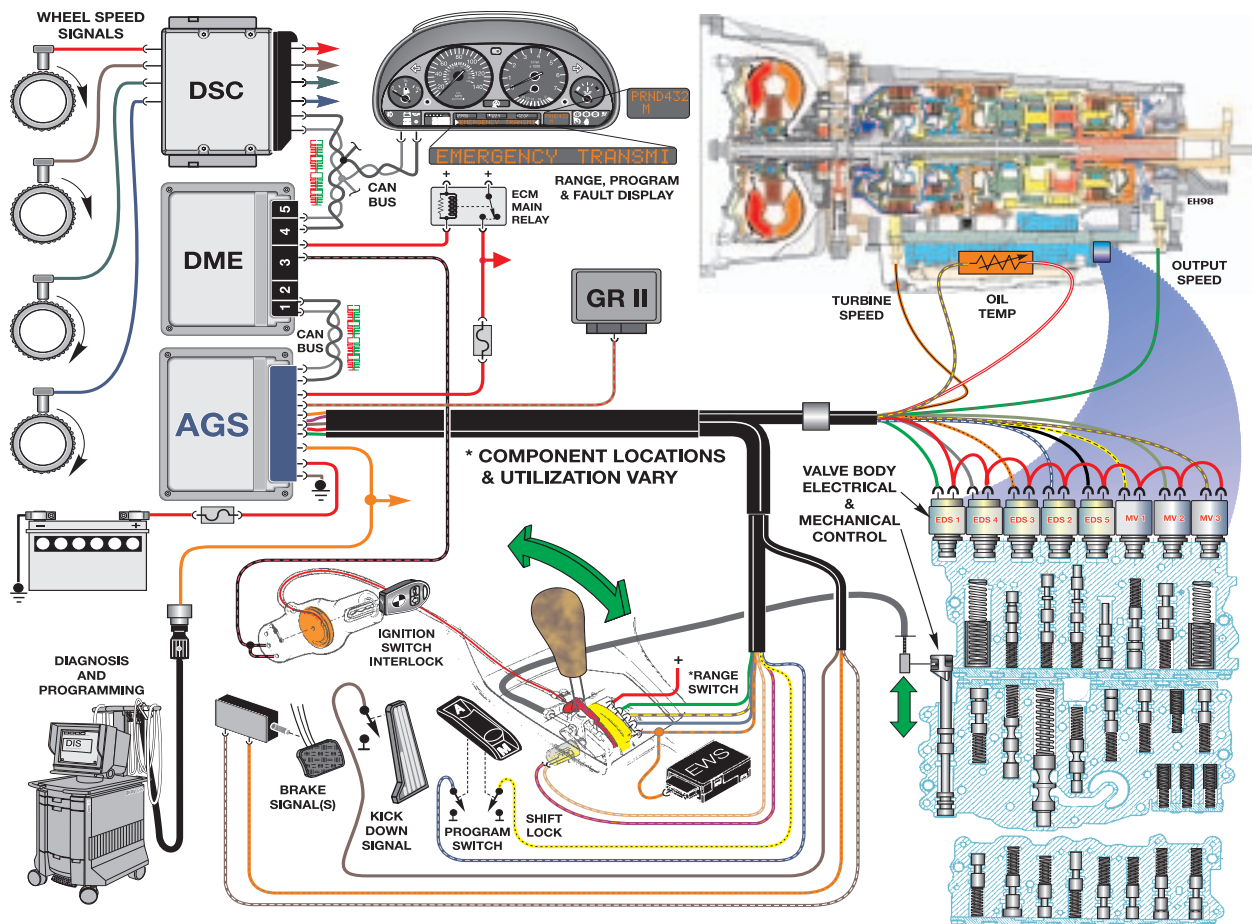 WHEEL SPEED
SIGNALS
DSC
PRND432
M
EMERGENCY TRANSMI
EMERGENCY TRANSMI
RANGE, PROGRAM
& FAULT DISPLAY
CAN
BUS
ECM
MAIN
RELAY
+ +
DME
5
4
3
2
1
CAN
BUS
GR II
AGS
EH98
TURBINE
SPEED
OIL
TEMP
OUTPUT
SPEED
* COMPONENT LOCATIONS
& UTILIZATION VARY
VALVE BODY
ELECTRICAL
&
MECHANICAL
CONTROL
EDS 1
EDS 4
EDS 3
EDS 2
EDS 5
MV 1
MV 2
MV 3
- +
IGNITION
SWITCH
INTERLOCK
+
*RANGE
SWITCH
DIAGNOSIS
AND
PROGRAMMING
DIS
BRAKE
SIGNAL(S)
KICK
DOWN
SIGNAL
A
M
PROGRAM
SWITCH
SHIFT
LOCK
EWS